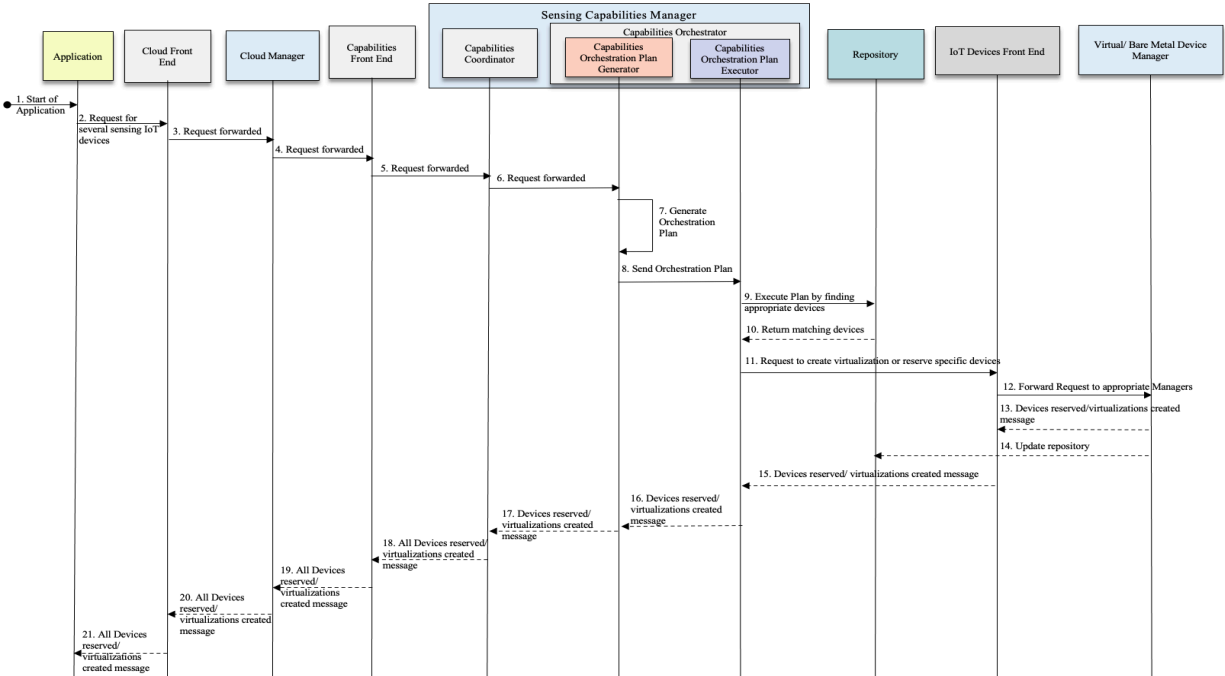 Sensing Capabilities Manager
Capabilities Orchestrator
Application
Cloud Front
End
Cloud Manager
Capabilities
Front End
Capabilities
Coordinator
Capabilities
Orchestration Plan
Generator
Capabilities
Orchestration Plan
Executor
Repository
IoT Devices Front End
Virtual/ Bare Metal Device
Manager
1. Start of
Application
2. Request for
several sensing IoT
devices
3. Request forwarded
4. Request forwarded
5. Request forwarded
6. Request forwarded
7. Generate
Orchestration
Plan
8. Send Orchestration Plan
9. Execute Plan by finding
appropriate devices
10. Return matching devices
11. Request to create virtualization or reserve specific devices
12. Forward Request to appropriate Managers
13. Devices reserved/virtualizations created
message
14. Update repository
15. Devices reserved/ virtualizations created message
16. Devices reserved/
virtualizations created
message
17. Devices reserved/
virtualizations created
message
18. All Devices reserved/
virtualizations created
message
19. All Devices
reserved/
virtualizations
created message
20. All Devices
reserved/
virtualizations created
message
21. All Devices
reserved/
virtualizations
created message